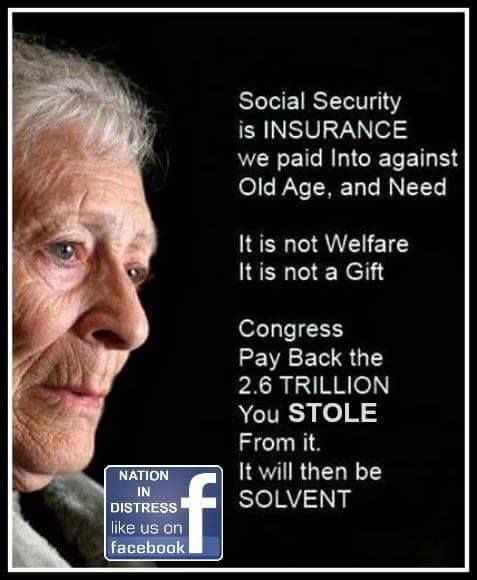 Social Security
is INSURANCE
we paid Into against
Old Age, and Need
It is not Welfare
It is not a Gift
Congress
Pay Back the
2.6 TRILLION
You STOLE
From it.
It will then be
SOLVENT
NATION
IN
DISTRESS
like us on
facebook
f